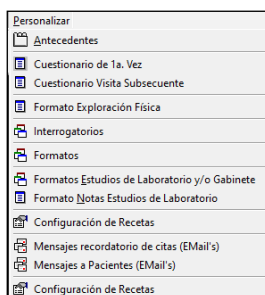 Personalizar
Antecedentes
Cuestionario de 1a. Vez
Cuestionario Visita Subsecuente
Formato Exploración Física
Interrogatorios
Formatos
Formatos Estudios de Laboratorio y/o Gabinete
Formato Notas Estudios de Laboratorio
Configuración de Recetas
Mensajes recordatorio de citas (EMail's)
Mensajes a Pacientes (EMail's)
Configuración de Recetas